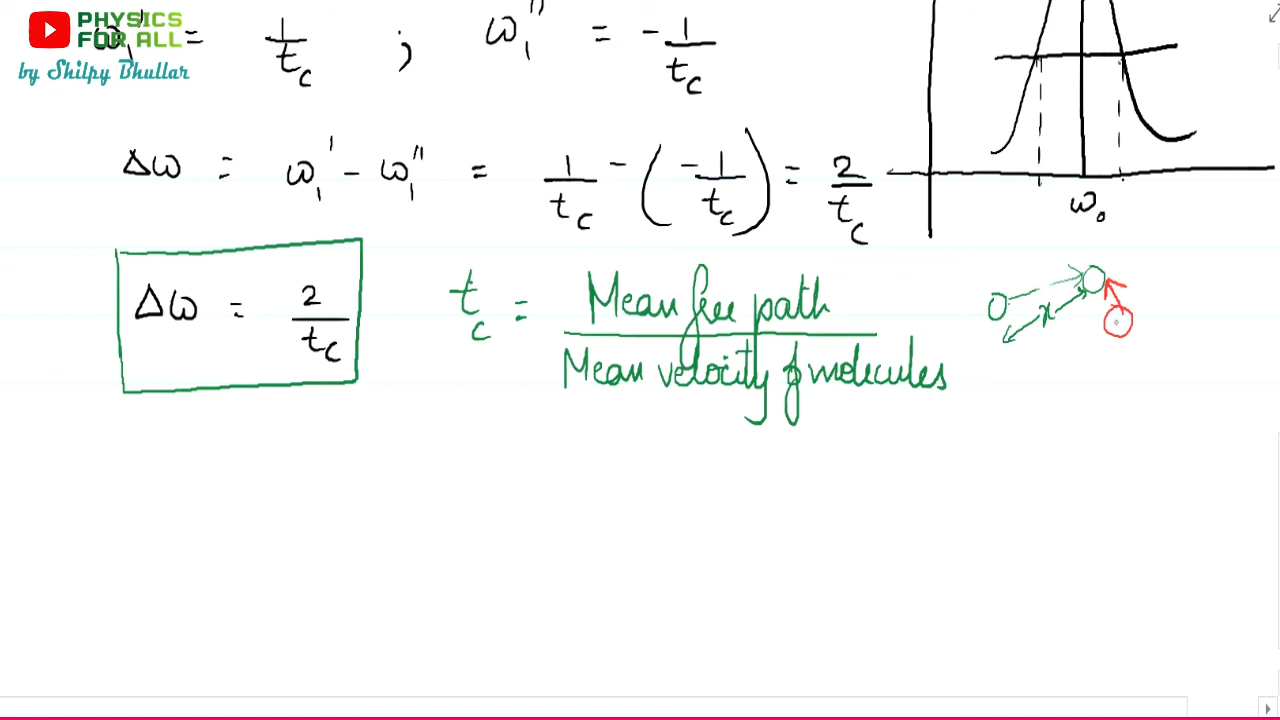 PHYSICS
FOR ALL
by Shilpy Bhullar
ω₁' = 1/t_c ; ω₁'' = -1/t_c
Δω = ω₁' - ω₁'' = 1/t_c - (-1/t_c) = 2/t_c
ω₀
Δω = 2/t_c
t_c = Mean free path / Mean velocity of molecules
x